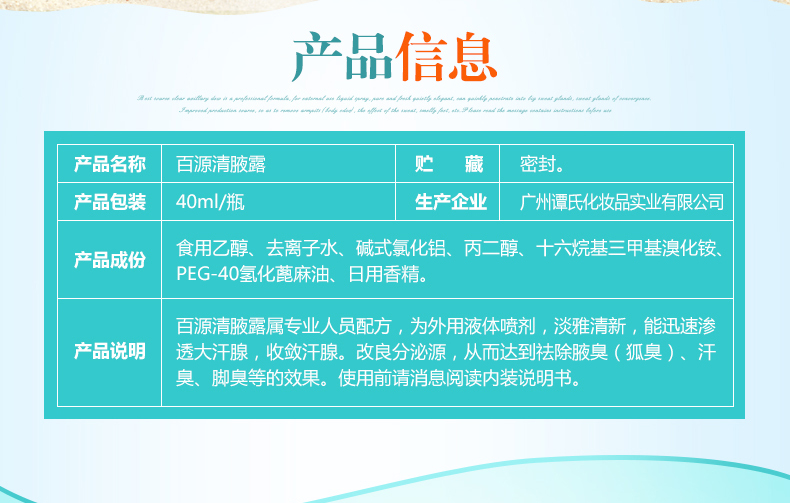 产品信息
Best source clear axillary dew is a professional formula, for external use liquid spray, pure and fresh quietly elegant, can quickly penetrate into big sweat glands, sweat glands of convergence.
Improved production source, so as to remove armpits (body odor), the effect of the sweat, smelly feet, etc. Please read the message contains instructions before use
产品名称 百源清腋露 贮 藏 密封。
产品包装 40ml/瓶 生产企业 广州谭氏化妆品实业有限公司
产品成份 食用乙醇、去离子水、碱式氯化铝、丙二醇、十六烷基三甲基溴化铵、
PEG-40氢化蓖麻油、日用香精。
产品说明 百源清腋露属专业人员配方，为外用液体喷剂，淡雅清新，能迅速渗
透大汗腺，收敛汗腺。改良分泌源，从而达到祛除腋臭（狐臭）、汗
臭、脚臭等的效果。使用前请消息阅读内装说明书。